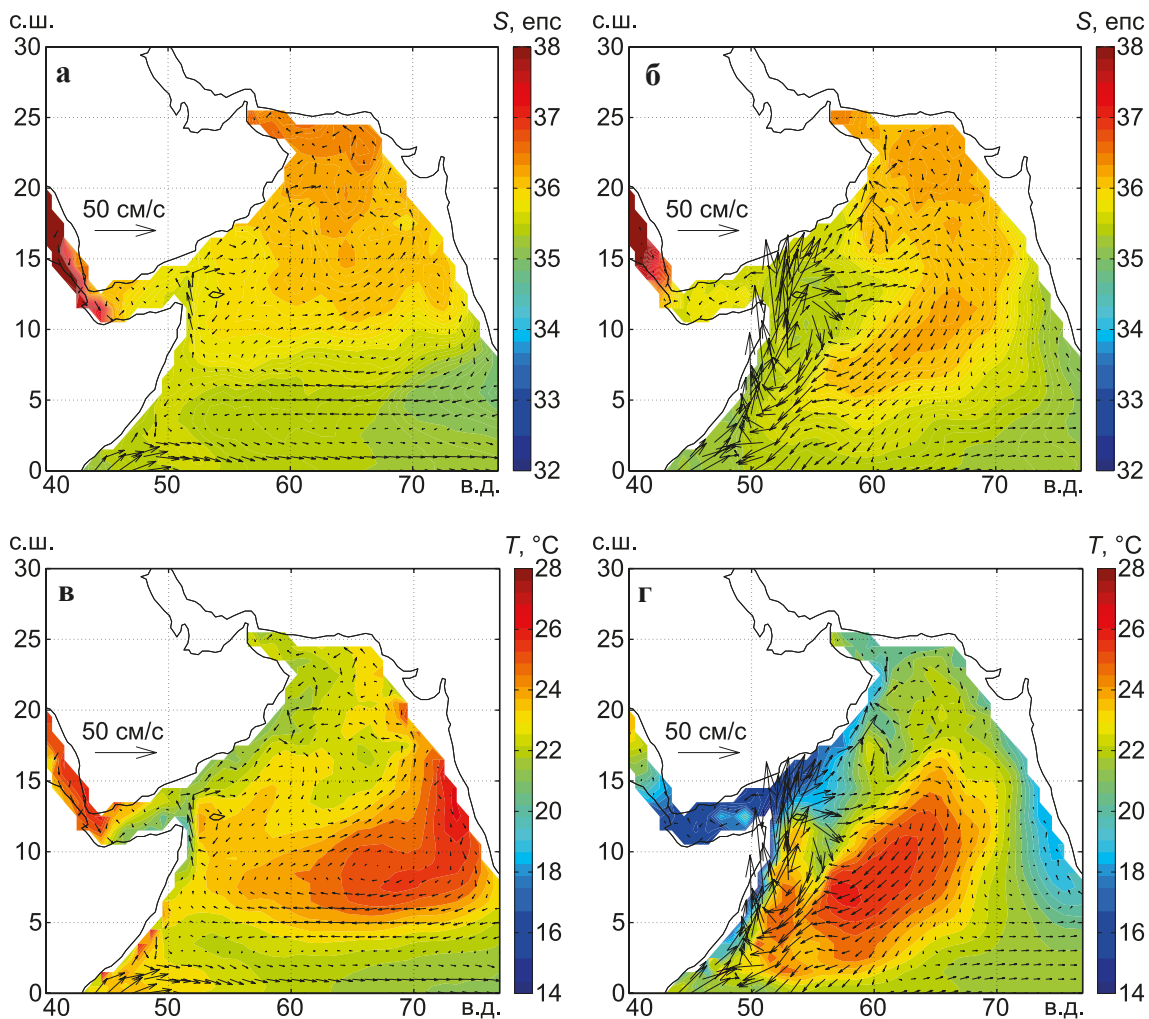 с.ш. S, епс с.ш. S, епс
30 38 30 38
а б
25 37 25 37
20 36 20 36
50 см/с 50 см/с
15 35 15 35
10 34 10 34
5 33 5 33
0 32 0 32
40 50 60 70 в.д. 40 50 60 70 в.д.
с.ш. T, °C с.ш. T, °C
30 28 30 28
в г
26 26
25 25
24 24
20 20
50 см/с 22 50 см/с 22
15 15
20 20
10 10
18 18
5 5
16 16
0 14 0 14
40 50 60 70 в.д. 40 50 60 70 в.д.